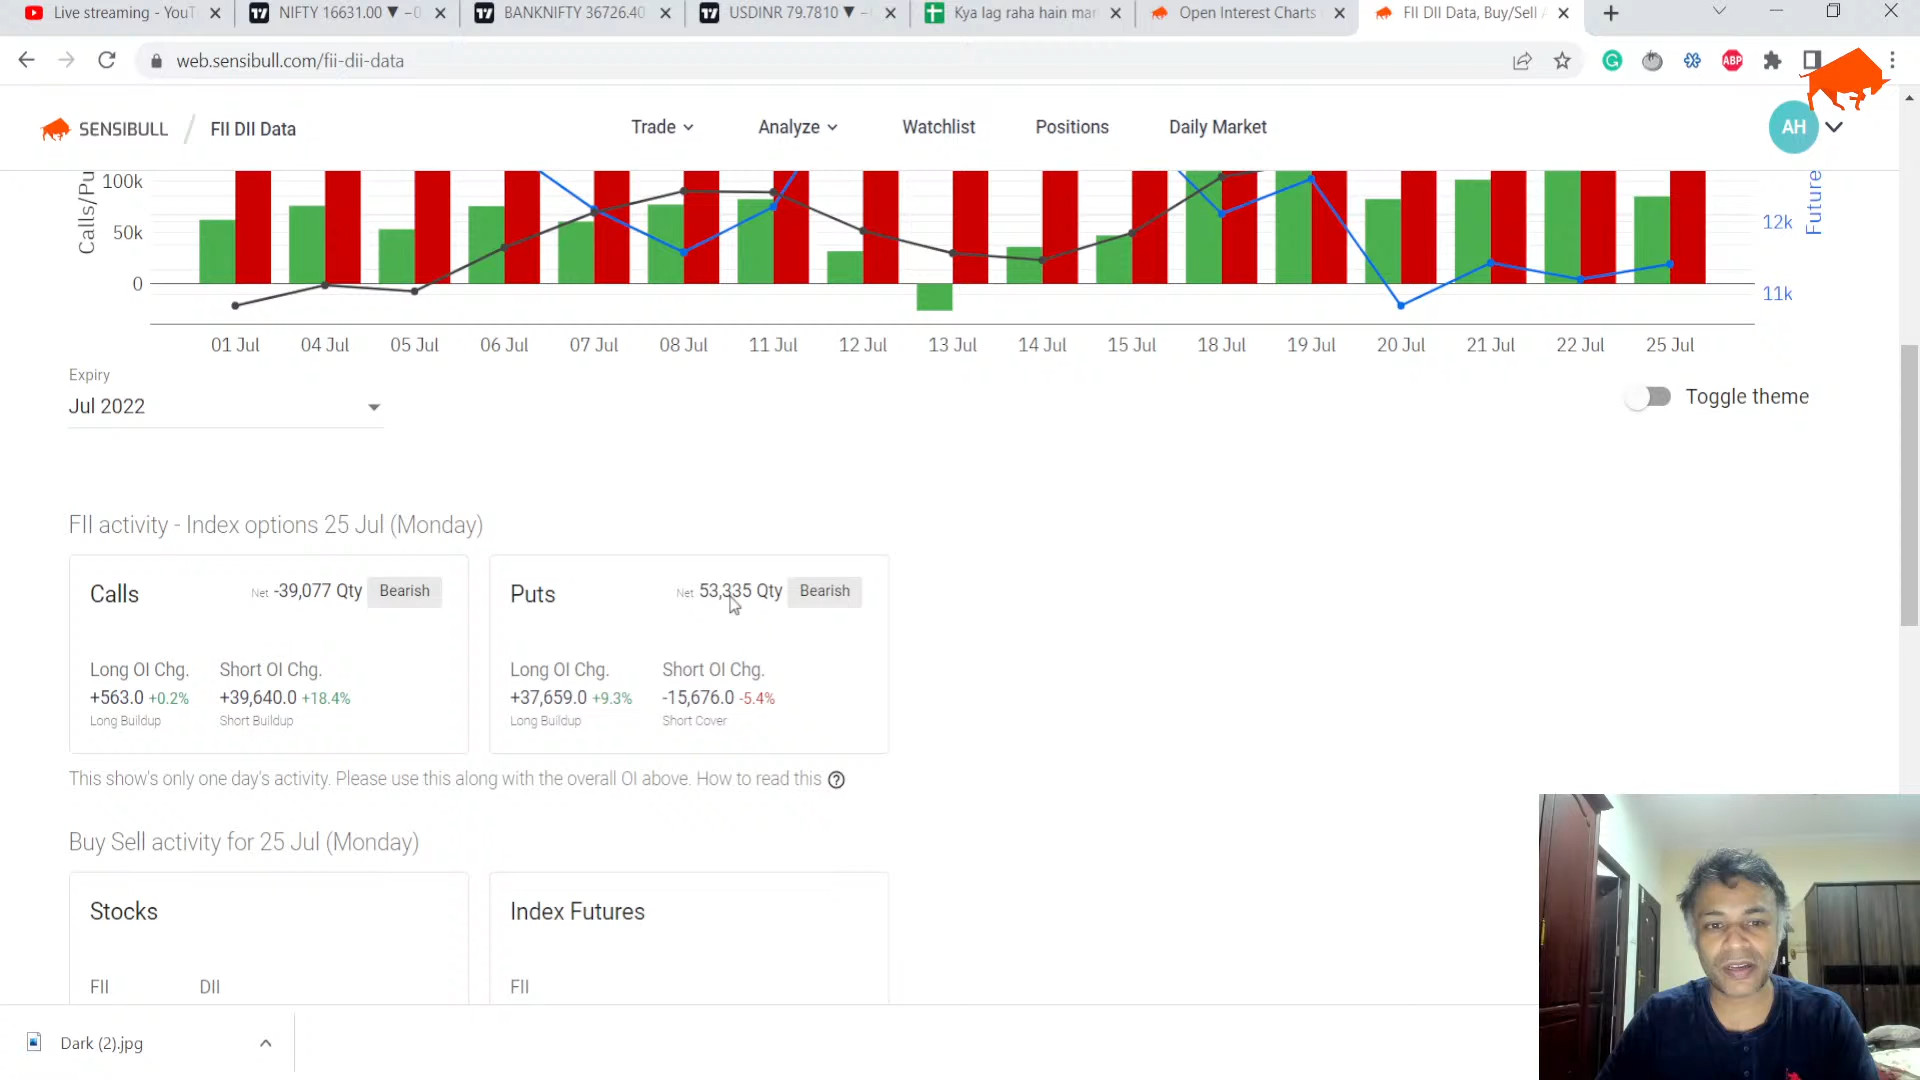 Live streaming - YouT
NIFTY 16631.00 ▼ −0
BANKNIFTY 36726.40
USDINR 79.7810 ▼ −
Kya lag raha hain mar
Open Interest Charts
FII DII Data, Buy/Sell A
web.sensibull.com/fii-dii-data
G
ABP
SENSIBULL / FII DII Data
Trade
Analyze
Watchlist
Positions
Daily Market
AH
Calls/Pu
100k
50k
0
Future
12k
11k
01 Jul 04 Jul 05 Jul 06 Jul 07 Jul 08 Jul 11 Jul 12 Jul 13 Jul 14 Jul 15 Jul 18 Jul 19 Jul 20 Jul 21 Jul 22 Jul 25 Jul
Expiry
Jul 2022
Toggle theme
FII activity - Index options 25 Jul (Monday)
Calls Net -39,077 Qty Bearish
Long OI Chg. Short OI Chg.
+563.0 +0.2% +39,640.0 +18.4%
Long Buildup Short Buildup
Puts Net 53,335 Qty Bearish
Long OI Chg. Short OI Chg.
+37,659.0 +9.3% -15,676.0 -5.4%
Long Buildup Short Cover
This show's only one day's activity. Please use this along with the overall OI above. How to read this ?
Buy Sell activity for 25 Jul (Monday)
Stocks
FII DII
Index Futures
FII
Dark (2).jpg